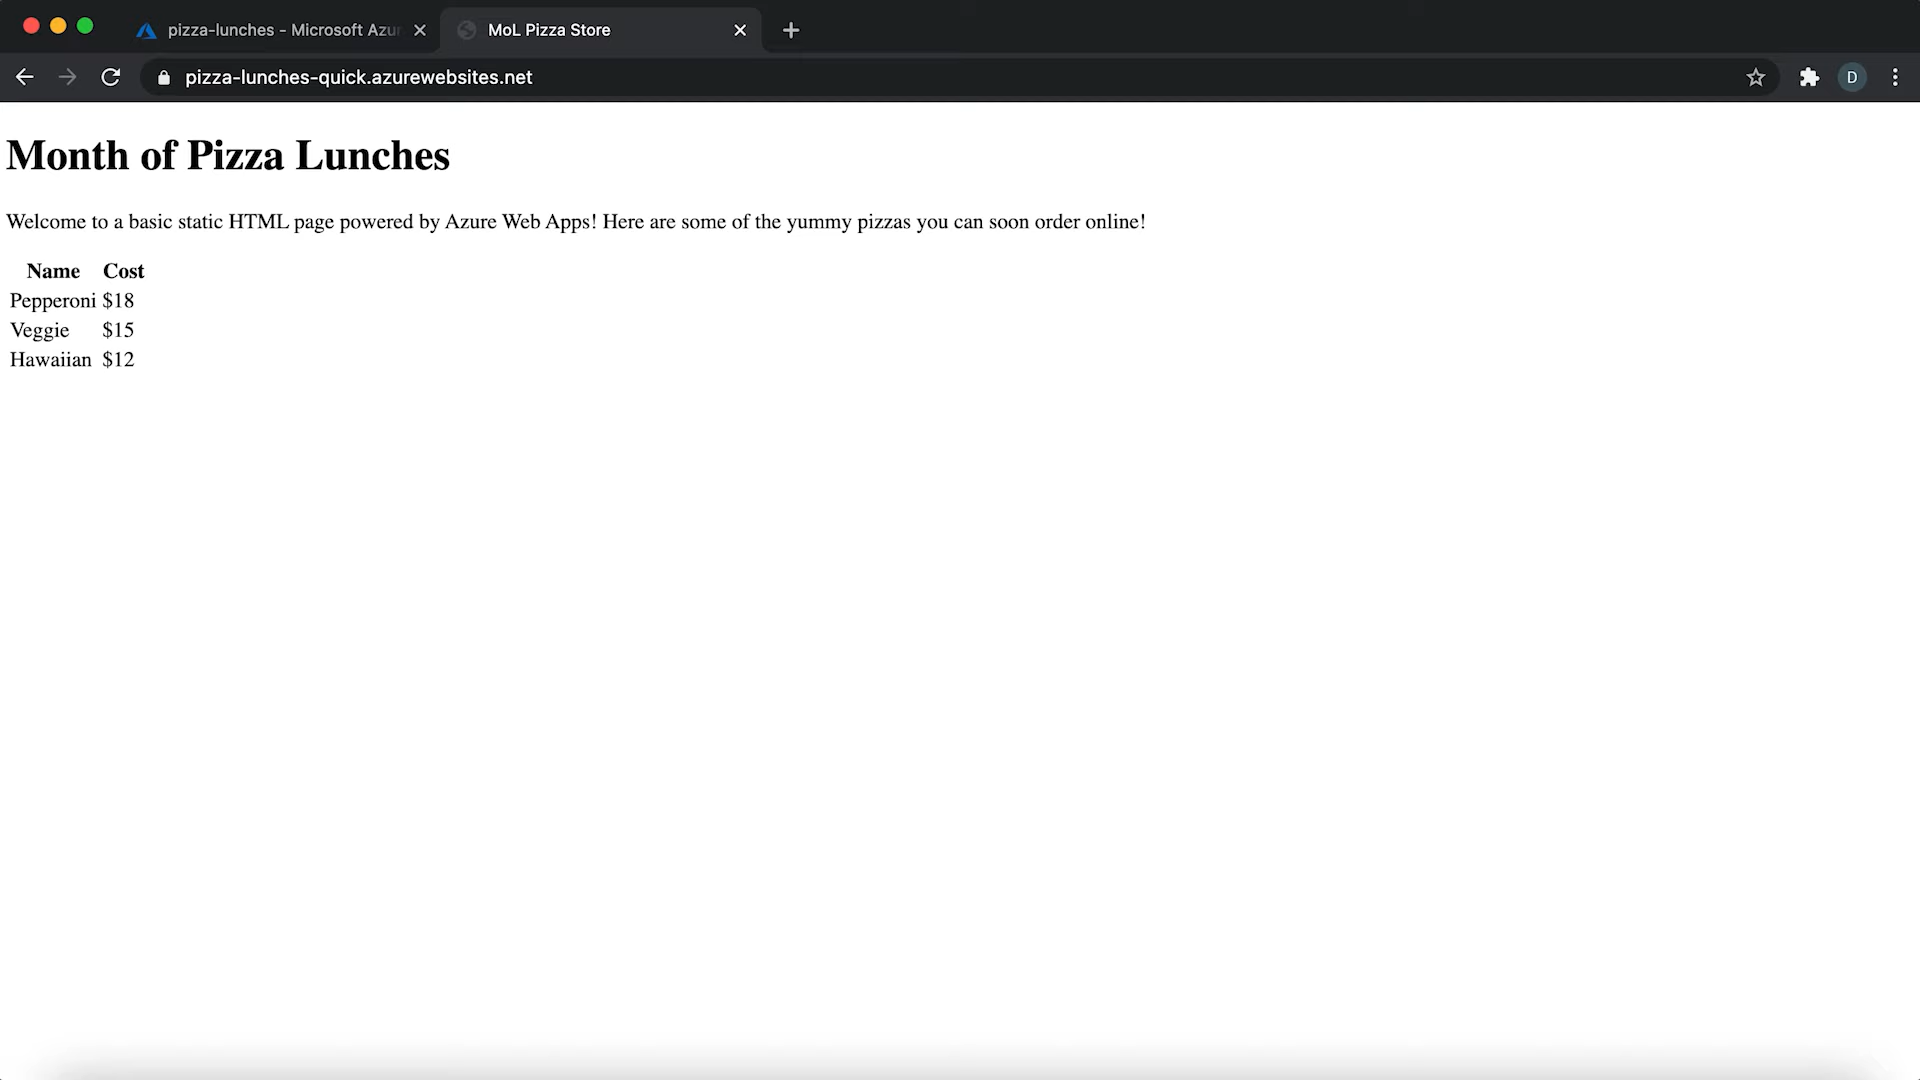 pizza-lunches - Microsoft Azur
MoL Pizza Store
pizza-lunches-quick.azurewebsites.net
D
Month of Pizza Lunches
Welcome to a basic static HTML page powered by Azure Web Apps! Here are some of the yummy pizzas you can soon order online!
Name Cost
Pepperoni $18
Veggie $15
Hawaiian $12